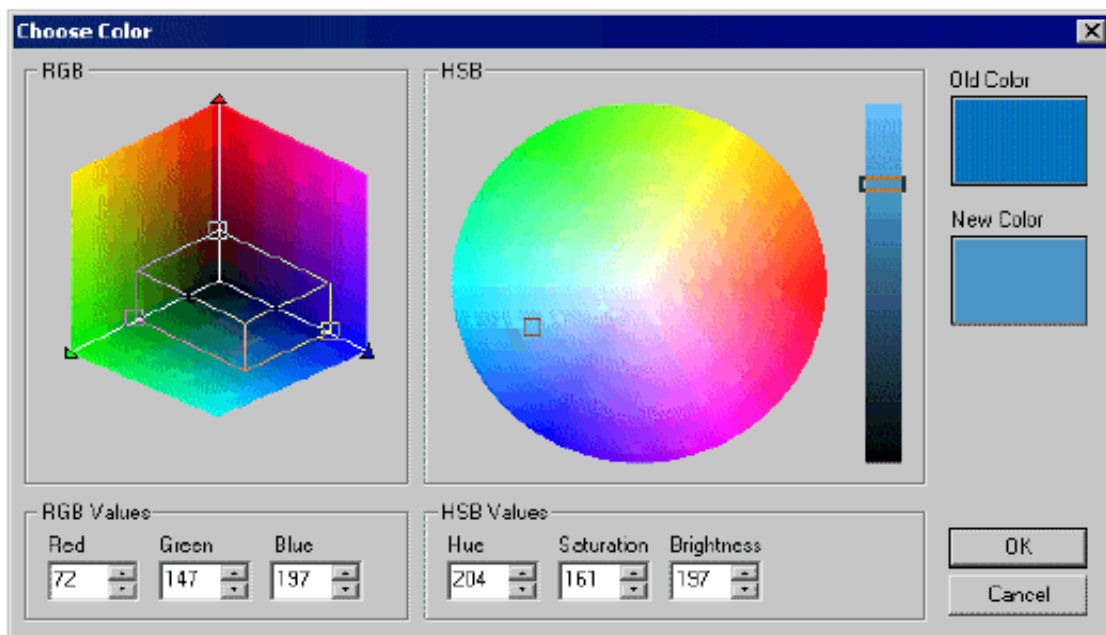 Choose Color
RGB
HSB
Old Color
New Color
RGB Values
Red Green Blue
72 147 197
HSB Values
Hue Saturation Brightness
204 161 197
OK
Cancel